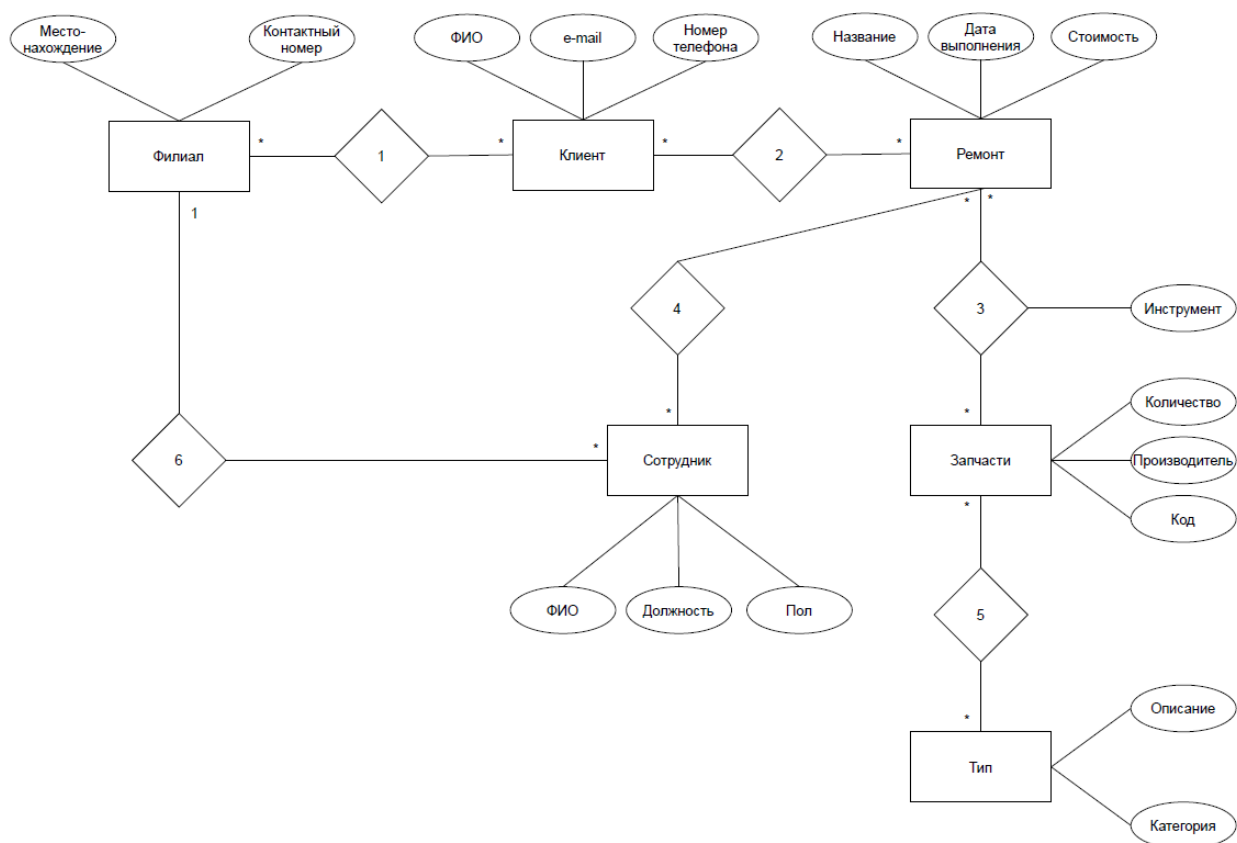 Место-
нахождение
Контактный
номер
ФИО
e-mail
Номер
телефона
Название
Дата
выполнения
Стоимость
Филиал
*
1
*
Клиент
*
2
*
Ремонт
1
*
*
4
3
Инструмент
*
*
Количество
6
*
Сотрудник
Запчасти
Производитель
*
Код
ФИО
Должность
Пол
5
*
Описание
Тип
Категория